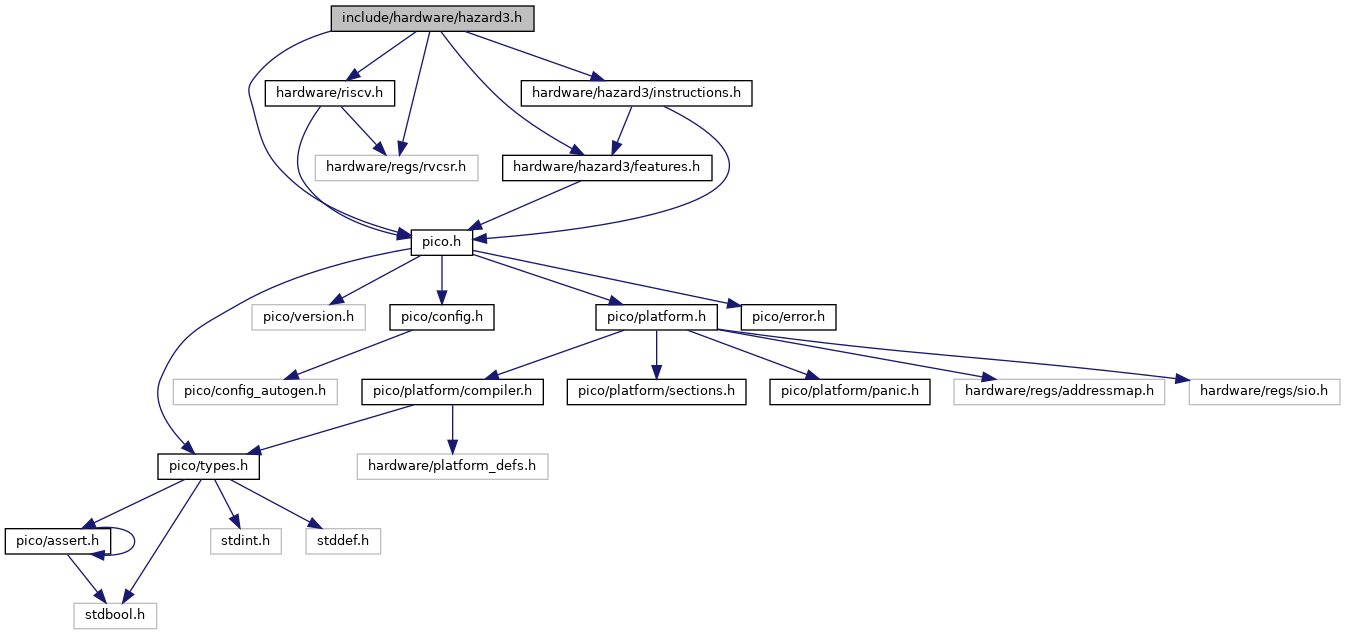 include/hardware/hazard3.h
hardware/riscv.h
hardware/hazard3/instructions.h
hardware/regs/rvcsr.h
hardware/hazard3/features.h
pico.h
pico/version.h
pico/config.h
pico/platform.h
pico/error.h
pico/config_autogen.h
pico/platform/compiler.h
pico/platform/sections.h
pico/platform/panic.h
hardware/regs/addressmap.h
hardware/regs/sio.h
pico/types.h
hardware/platform_defs.h
pico/assert.h
stdint.h
stddef.h
stdbool.h